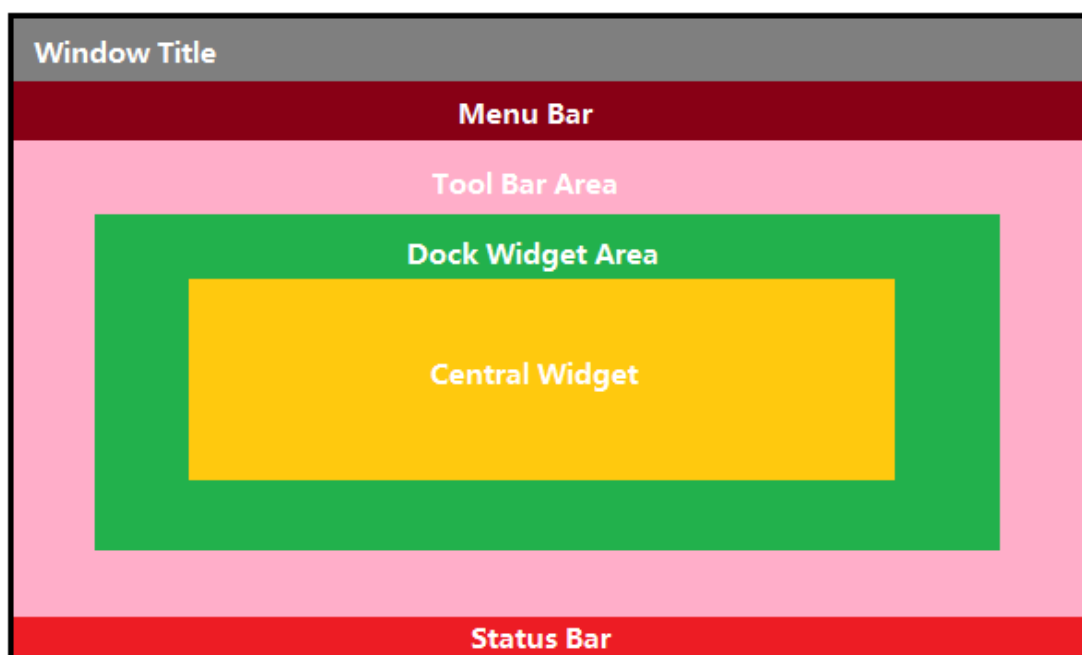 Window Title
Menu Bar
Tool Bar Area
Dock Widget Area
Central Widget
Status Bar